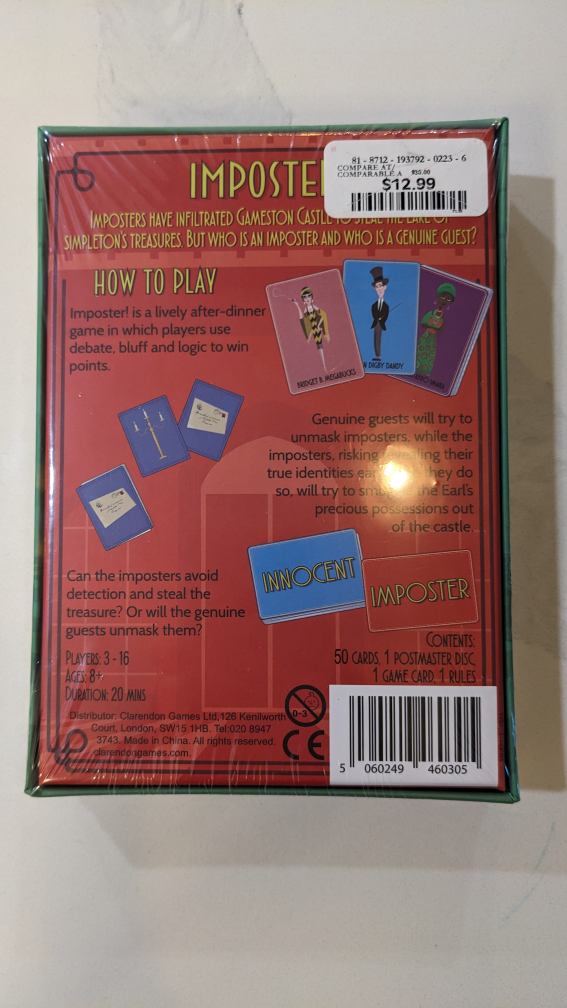 81 - 8712 - 193792 - 0223 - 6
COMPARE AT/
COMPARABLE A $35.00
$12.99
IMPOSTE
IMPOSTERS HAVE INFILTRATED GAMESTON CASTLE TO STEAL THE EARL OF
SIMPLETON'S TREASURES. BUT WHO IS AN IMPOSTER AND WHO IS A GENUINE GUEST?
HOW TO PLAY
Imposter! is a lively after-dinner
game in which players use
debate, bluff and logic to win
points.
BRIDGET B. MEGABUCKS
N DIGBY DANDY
Genuine guests will try to
unmask imposters, while the
imposters, risking revealing their
true identities each they do
so, will try to smuggle the Earl's
precious possessions out
of the castle.
INNOCENT
IMPOSTER
Can the imposters avoid
detection and steal the
treasure? Or will the genuine
guests unmask them?
PLAYERS: 3 - 16
AGES: 8+
DURATION: 20 MINS
CONTENTS:
50 CARDS, 1 POSTMASTER DISC,
1 GAME CARD, 1 RULES
Distributor: Clarendon Games Ltd,126 Kenilworth
Court, London, SW15 1HB. Tel:020 8947
3743. Made in China. All rights reserved.
clarendongames.com.
0-3
CE
5 060249 460305